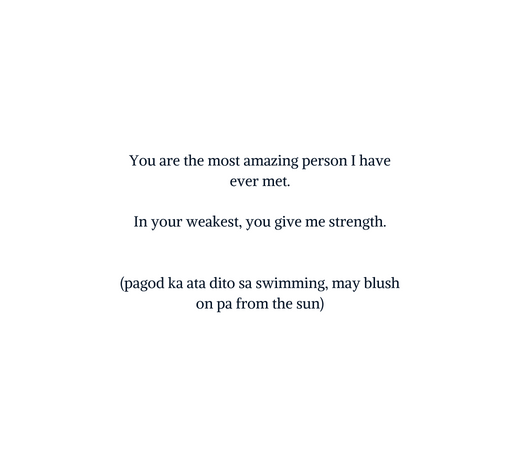 You are the most amazing person I have
ever met.
In your weakest, you give me strength.
(pagod ka ata dito sa swimming, may blush
on pa from the sun)